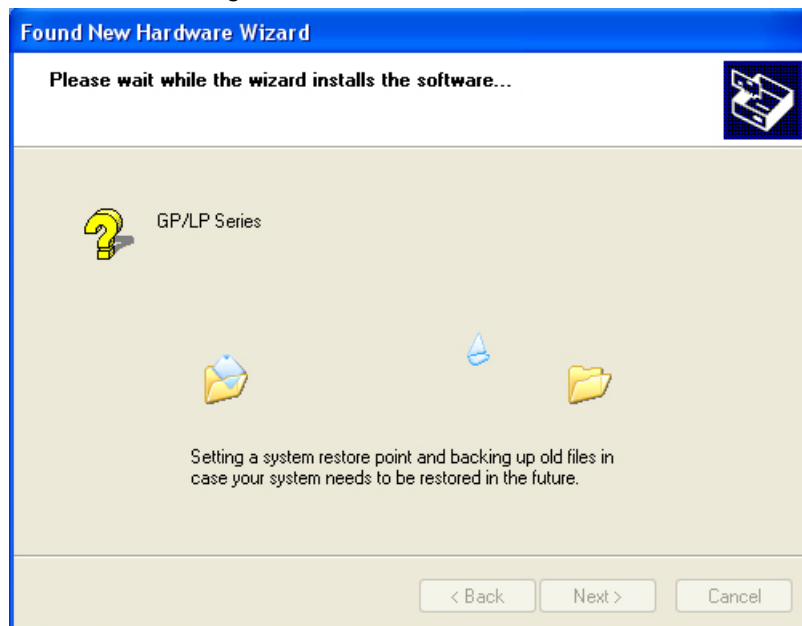 Found New Hardware Wizard
Please wait while the wizard installs the software...
GP/LP Series
Setting a system restore point and backing up old files in
case your system needs to be restored in the future.
< Back
Next >
Cancel